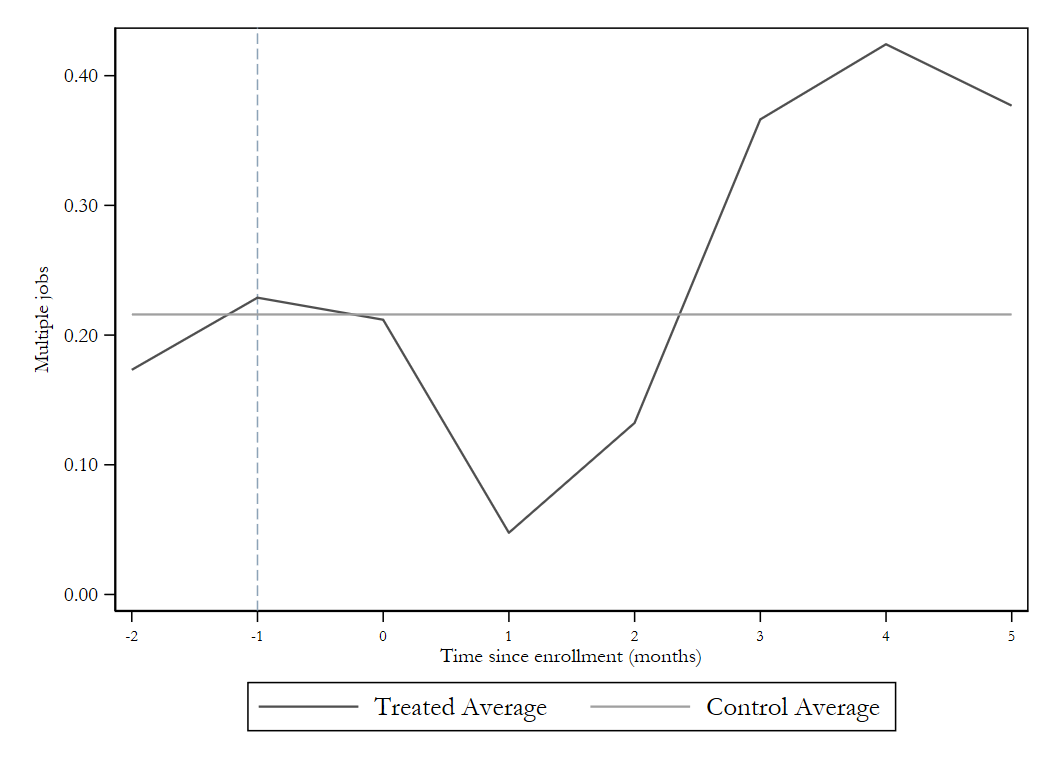 0.40
0.30
0.20
0.10
0.00
Multiple jobs
-2 -1 0 1 2 3 4 5
Time since enrollment (months)
Treated Average Control Average